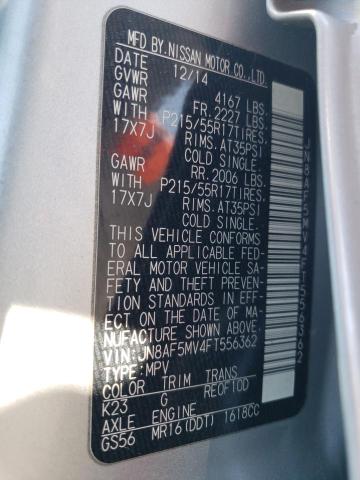 MFD BY.NISSAN MOTOR CO.,LTD.
DATE 12/14
GVWR 4167 LBS.
GAWR FR. 2227 LBS.
WITH P215/55R17TIRES.
17X7J RIMS.AT35PSI
COLD SINGLE.
GAWR RR. 2006 LBS.
WITH P215/55R17TIRES.
17X7J RIMS.AT35PSI
COLD SINGLE.
THIS VEHICLE CONFORMS
TO ALL APPLICABLE FED-
ERAL MOTOR VEHICLE SA-
FETY AND THEFT PREVEN-
TION STANDARDS IN EFF-
ECT ON THE DATE OF MA-
NUFACTURE SHOWN ABOVE.
VIN: JN8AF5MV4FT556362
TYPE: MPV
COLOR TRIM TRANS
K23 G RE0F10D
AXLE ENGINE
GS56 MR16(DDT) 1618CC
JN8AF5MV4FT556362